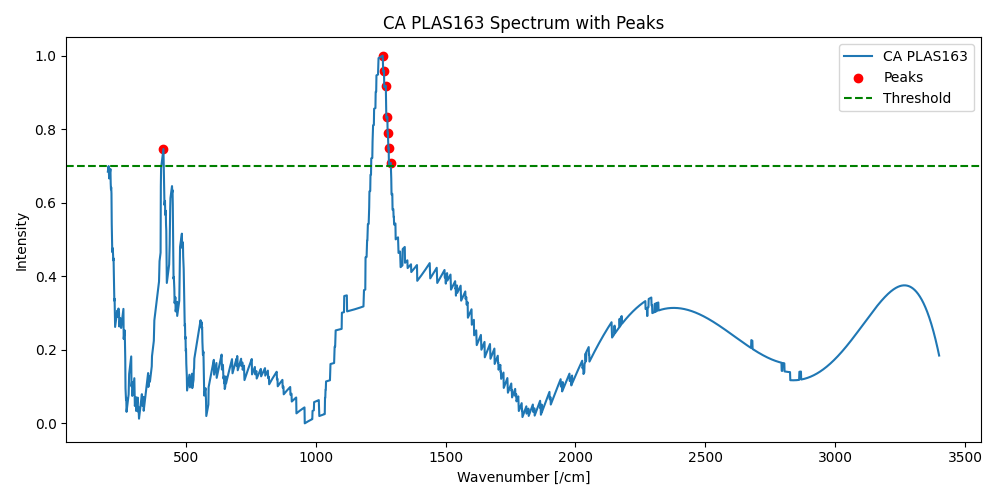 CA PLAS163 Spectrum with Peaks
CA PLAS163
Peaks
Threshold
Intensity
1.0
0.8
0.6
0.4
0.2
0.0
500 1000 1500 2000 2500 3000 3500
Wavenumber [/cm]